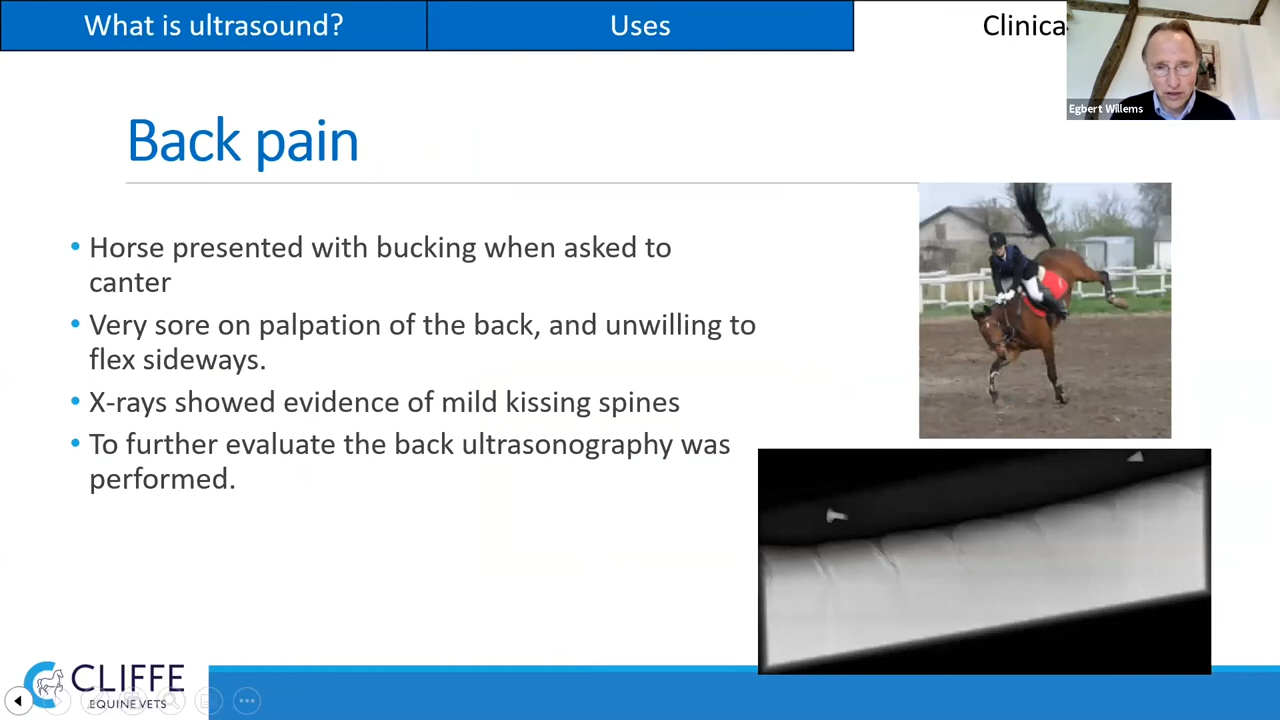 What is ultrasound?
Uses
Clinica
Egbert Willems
Back pain
• Horse presented with bucking when asked to
canter
• Very sore on palpation of the back, and unwilling to
flex sideways.
• X-rays showed evidence of mild kissing spines
• To further evaluate the back ultrasonography was
performed.
CLIFFE
EQUINE VETS